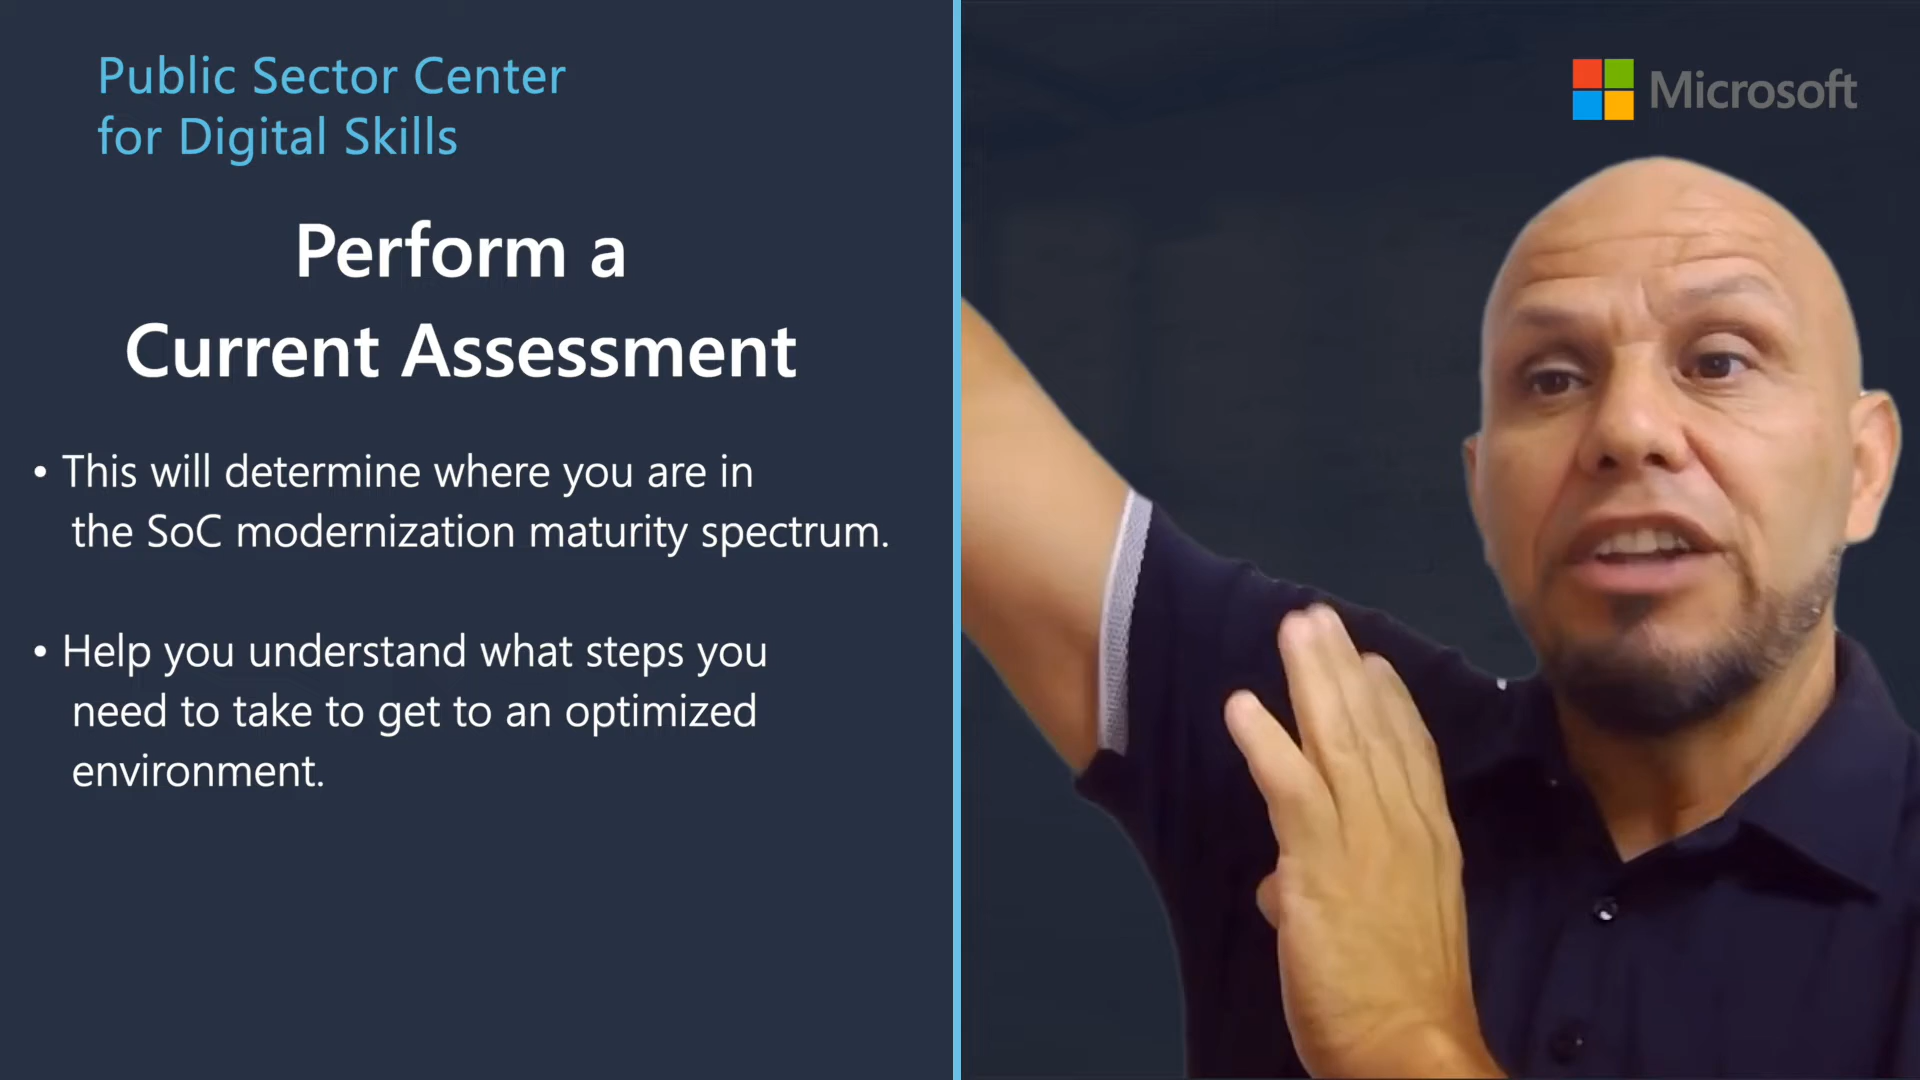 Public Sector Center
for Digital Skills
Perform a
Current Assessment
• This will determine where you are in
the SoC modernization maturity spectrum.
• Help you understand what steps you
need to take to get to an optimized
environment.
Microsoft